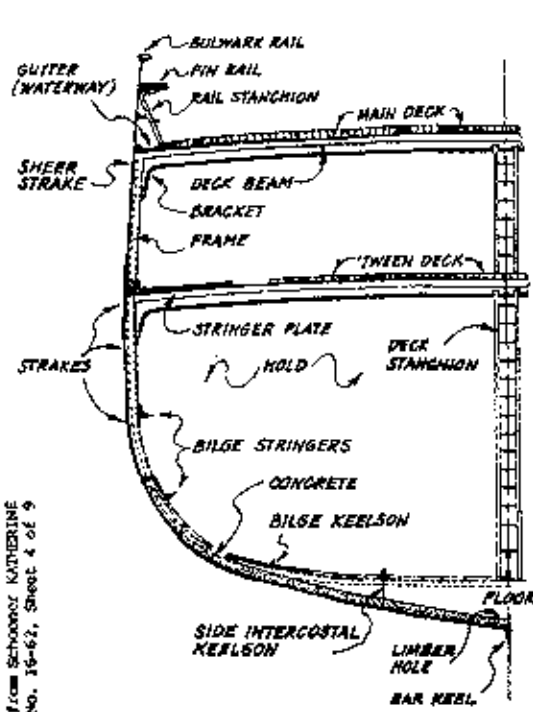 BULWARK RAIL
PIN RAIL
GUTTER
(WATERWAY)
RAIL STANCHION
MAIN DECK
SHEER
STRAKE
DECK BEAM
BRACKET
FRAME
'TWEEN DECK
STRINGER PLATE
DECK
STANCHION
STRAKES
HOLD
BILGE STRINGERS
CONCRETE
BILGE KEELSON
FLOOR
SIDE INTERCOSTAL
KEELSON
LIMBER
HOLE
BAR KEEL
from Schooner KATHERINE
No. 16-62, Sheet 4 of 9